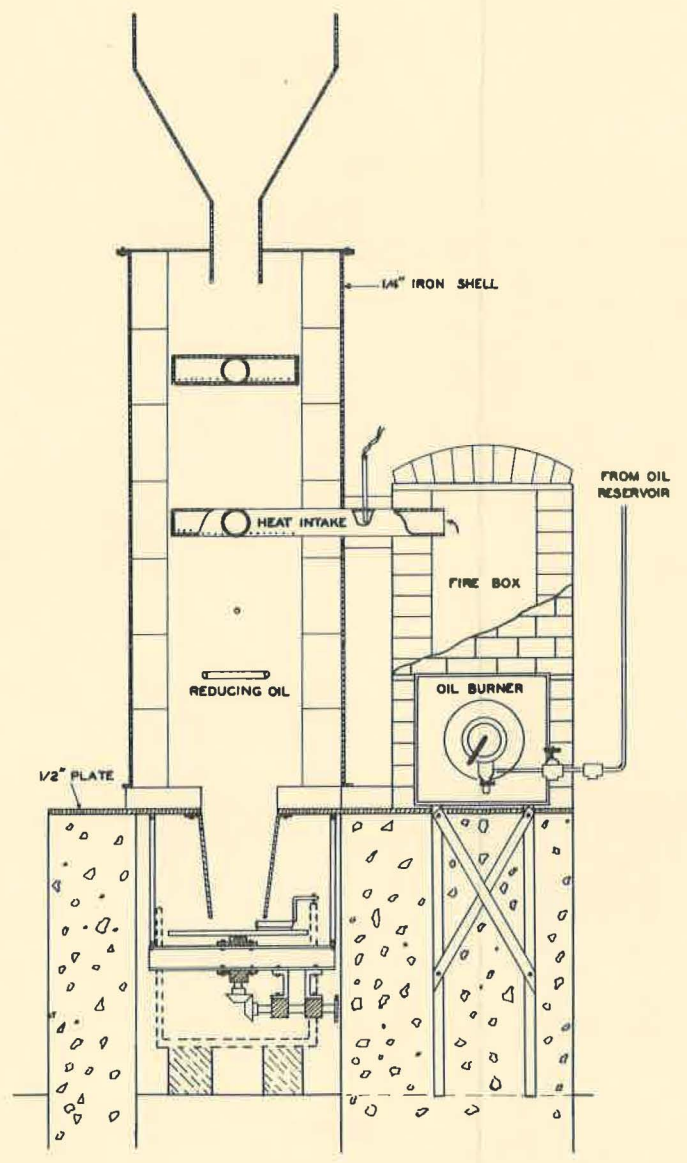 1/4" IRON SHELL
FROM OIL
RESERVOIR
HEAT INTAKE
FIRE BOX
REDUCING OIL
OIL BURNER
1/2" PLATE